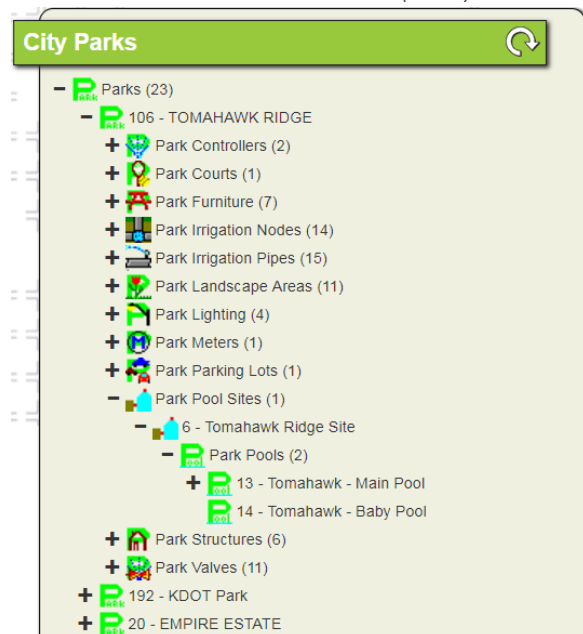 City Parks
Parks (23)
106 - TOMAHAWK RIDGE
Park Controllers (2)
Park Courts (1)
Park Furniture (7)
Park Irrigation Nodes (14)
Park Irrigation Pipes (15)
Park Landscape Areas (11)
Park Lighting (4)
Park Meters (1)
Park Parking Lots (1)
Park Pool Sites (1)
6 - Tomahawk Ridge Site
Park Pools (2)
13 - Tomahawk - Main Pool
14 - Tomahawk - Baby Pool
Park Structures (6)
Park Valves (11)
192 - KDOT Park
20 - EMPIRE ESTATE